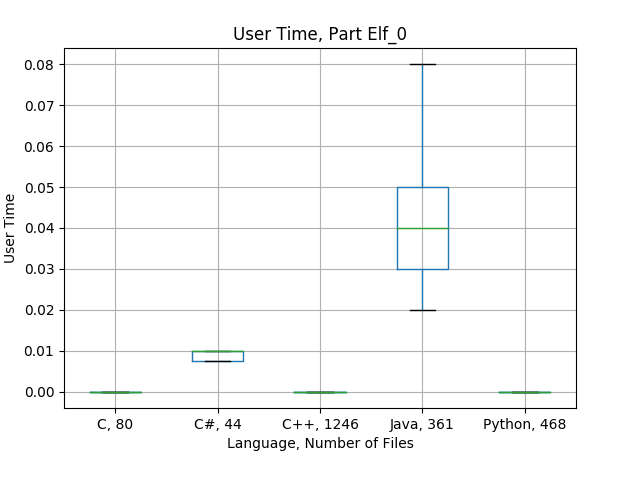 User Time, Part Elf_0
User Time
0.08
0.07
0.06
0.05
0.04
0.03
0.02
0.01
0.00
C, 80
C#, 44
C++, 1246
Java, 361
Python, 468
Language, Number of Files